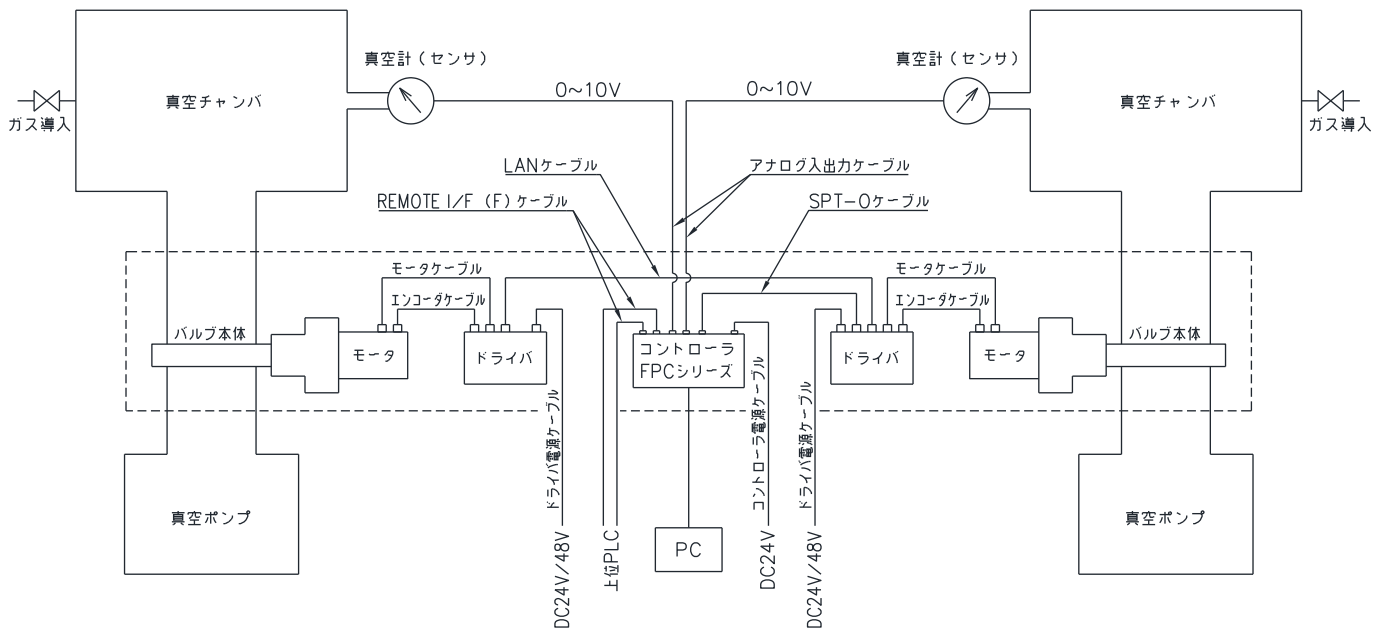 真空計(センサ)
真空計(センサ)
0～10V
0～10V
真空チャンバ
真空チャンバ
ガス導入
ガス導入
LANケーブル
アナログ入出力ケーブル
REMOTE I/F (F)ケーブル
SPT-0ケーブル
モータケーブル
モータケーブル
エンコーダケーブル
エンコーダケーブル
バルブ本体
バルブ本体
モータ
ドライバ
コントローラ
FPCシリーズ
ドライバ
モータ
ドライバ電源ケーブル
コントローラ電源ケーブル
ドライバ電源ケーブル
真空ポンプ
真空ポンプ
DC24V/48V
上位PLC
PC
DC24V
DC24V/48V